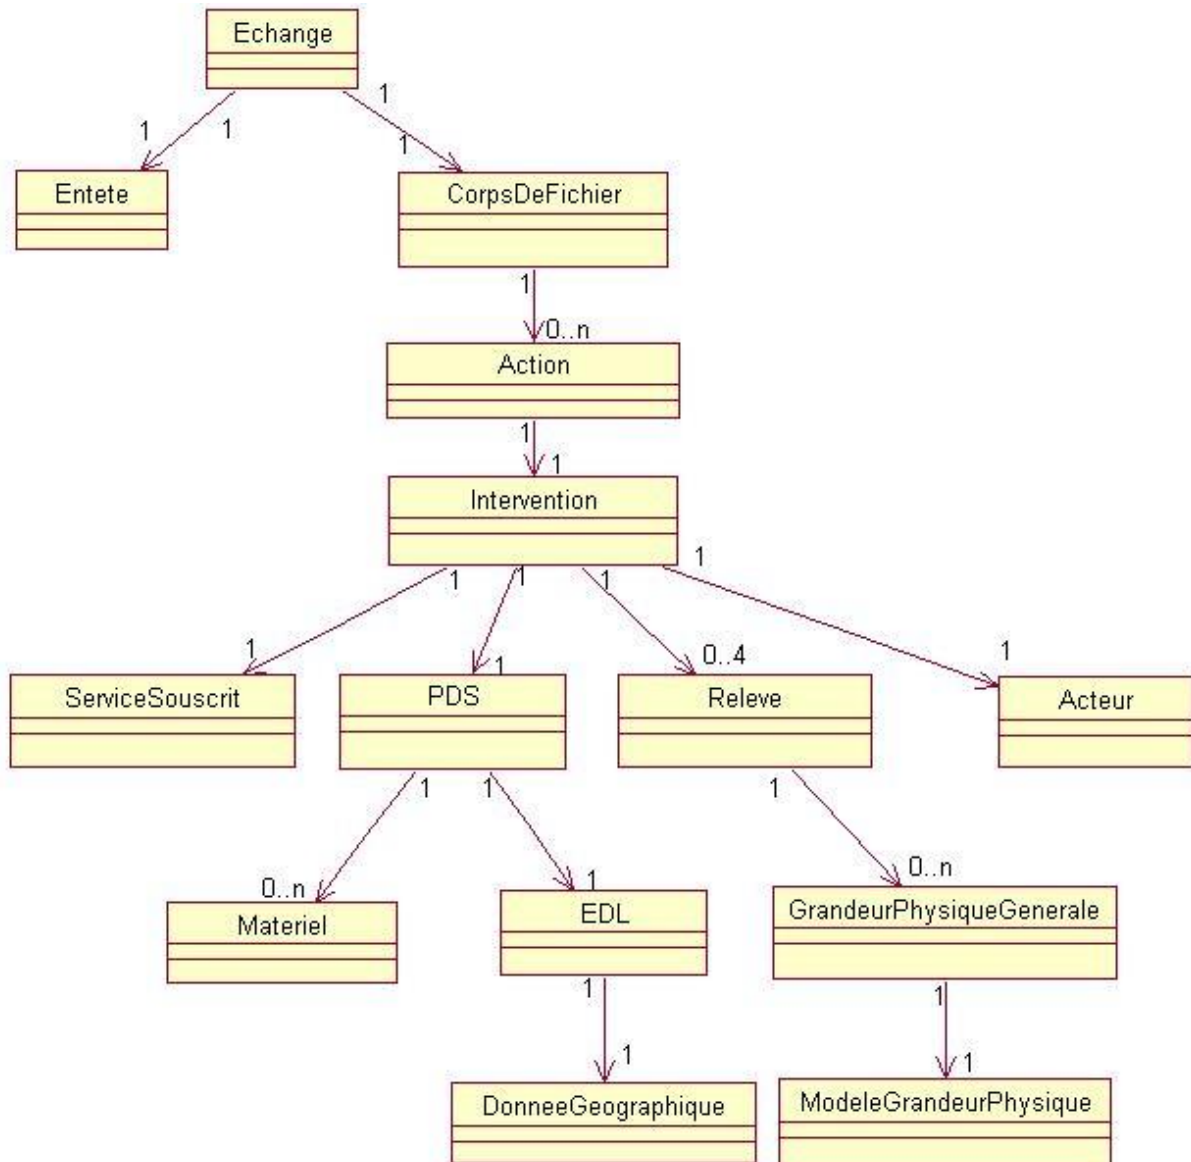 Echange
1
1
1
1
Entete
CorpsDeFichier
1
0..n
Action
1
1
Intervention
1
1
1
1
1
1
0..4
1
ServiceSouscrit
PDS
Releve
Acteur
1
1
1
0..n
1
0..n
Materiel
EDL
GrandeurPhysiqueGenerale
1
1
1
1
DonneeGeographique
ModeleGrandeurPhysique